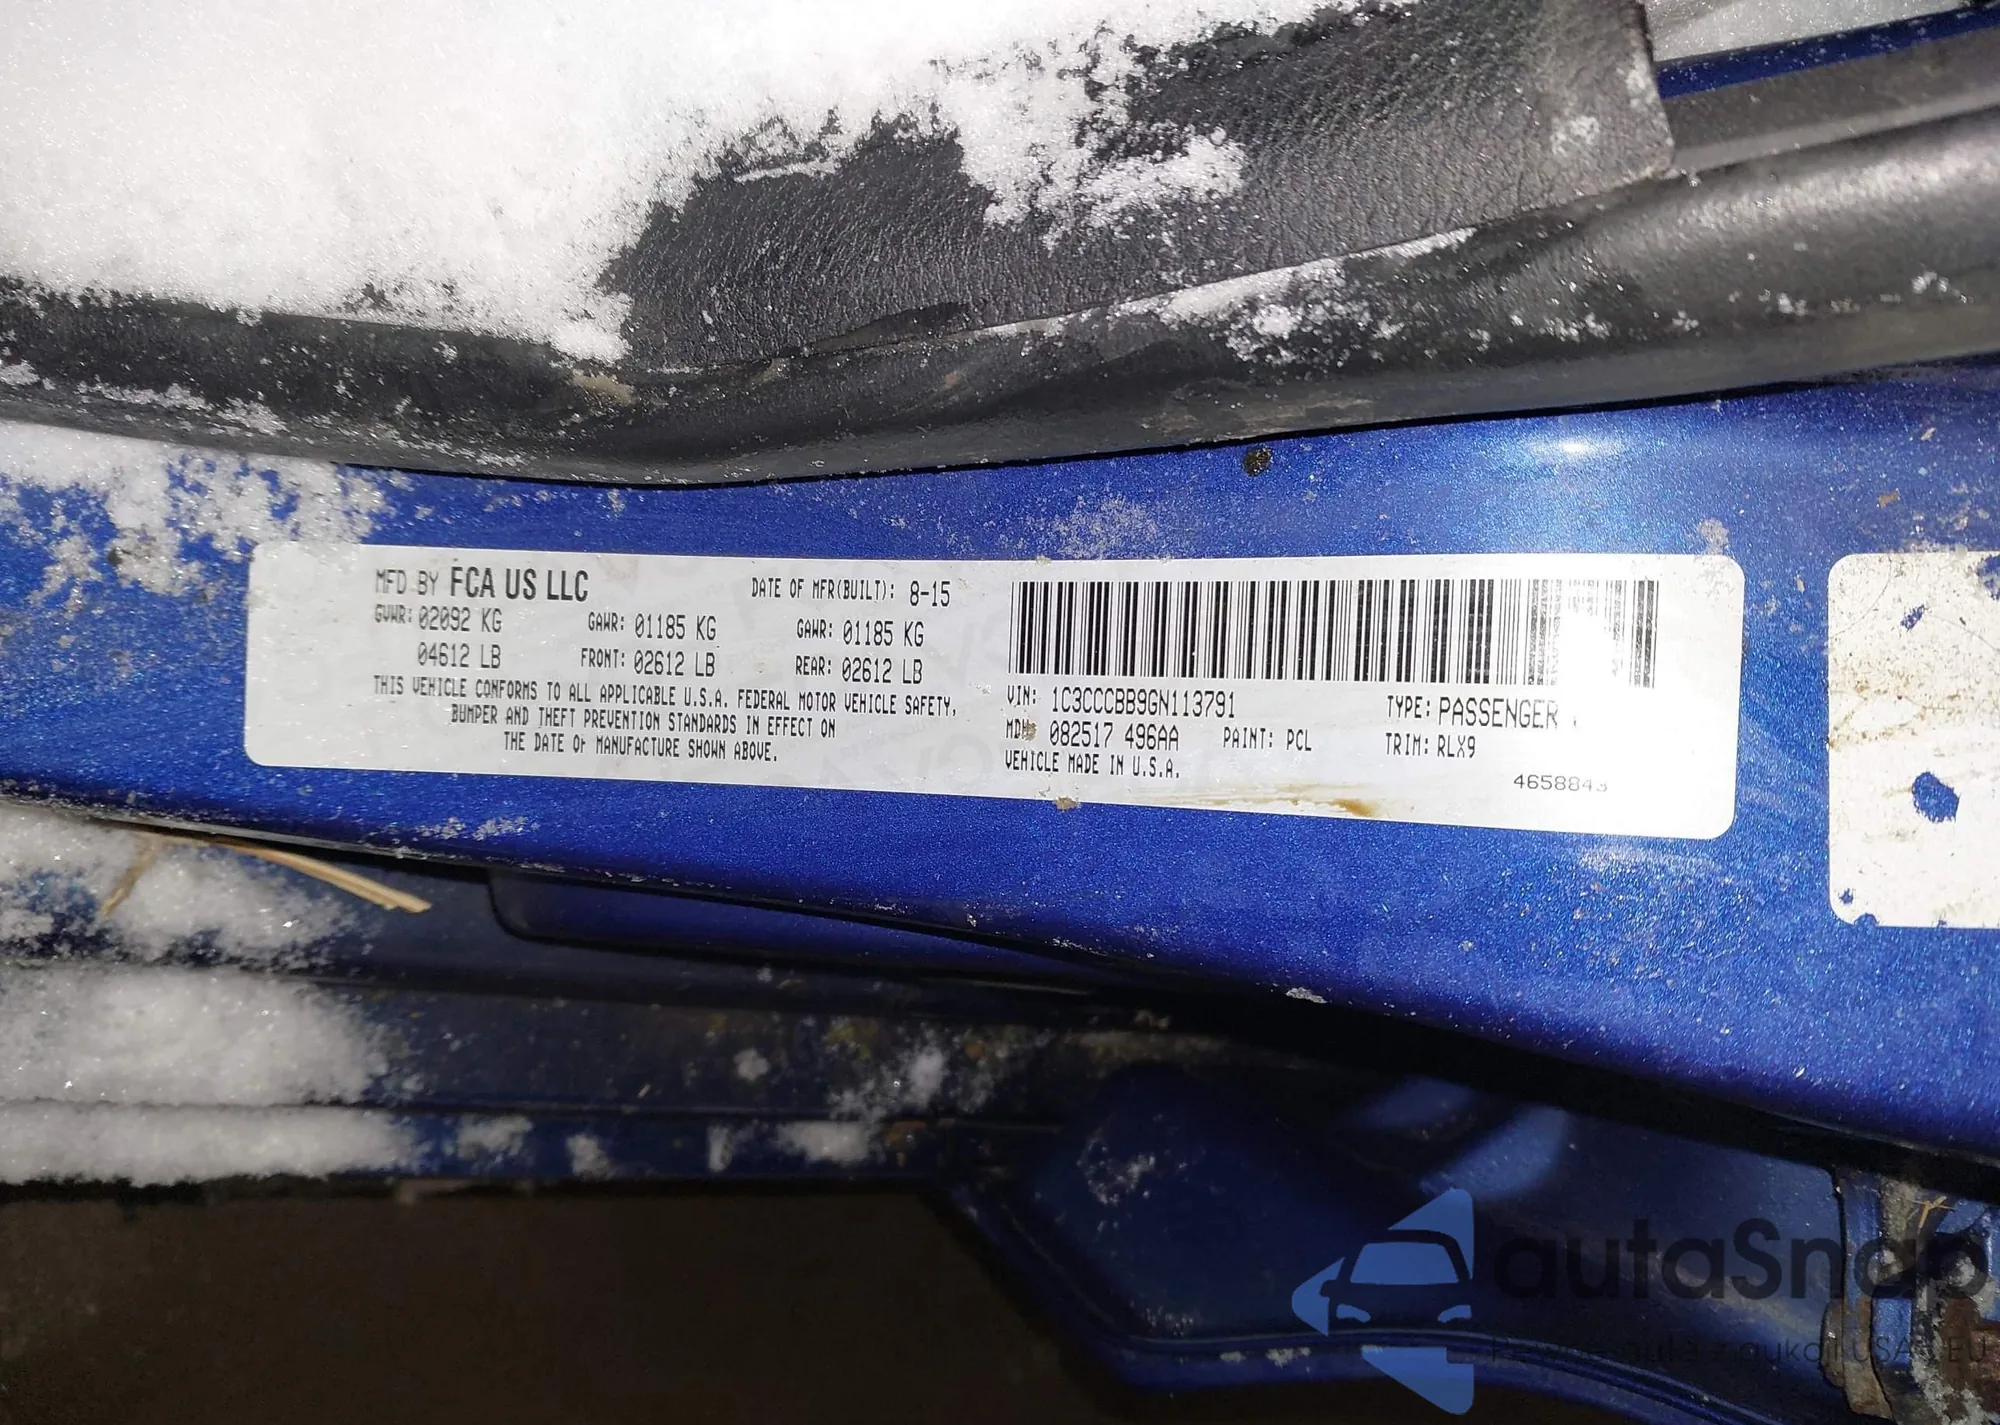 MFD BY FCA US LLC DATE OF MFR(BUILT): 8-15
GVWR: 02092 KG GAWR: 01185 KG GAWR: 01185 KG
04612 LB FRONT: 02612 LB REAR: 02612 LB
THIS VEHICLE CONFORMS TO ALL APPLICABLE U.S.A. FEDERAL MOTOR VEHICLE SAFETY,
BUMPER AND THEFT PREVENTION STANDARDS IN EFFECT ON
THE DATE OF MANUFACTURE SHOWN ABOVE.
VIN: 1C3CCCBB9GN113791 TYPE: PASSENGER
MDH: 082517 496AA PAINT: PCL TRIM: RLX9
VEHICLE MADE IN U.S.A.
4658843
autaSnap